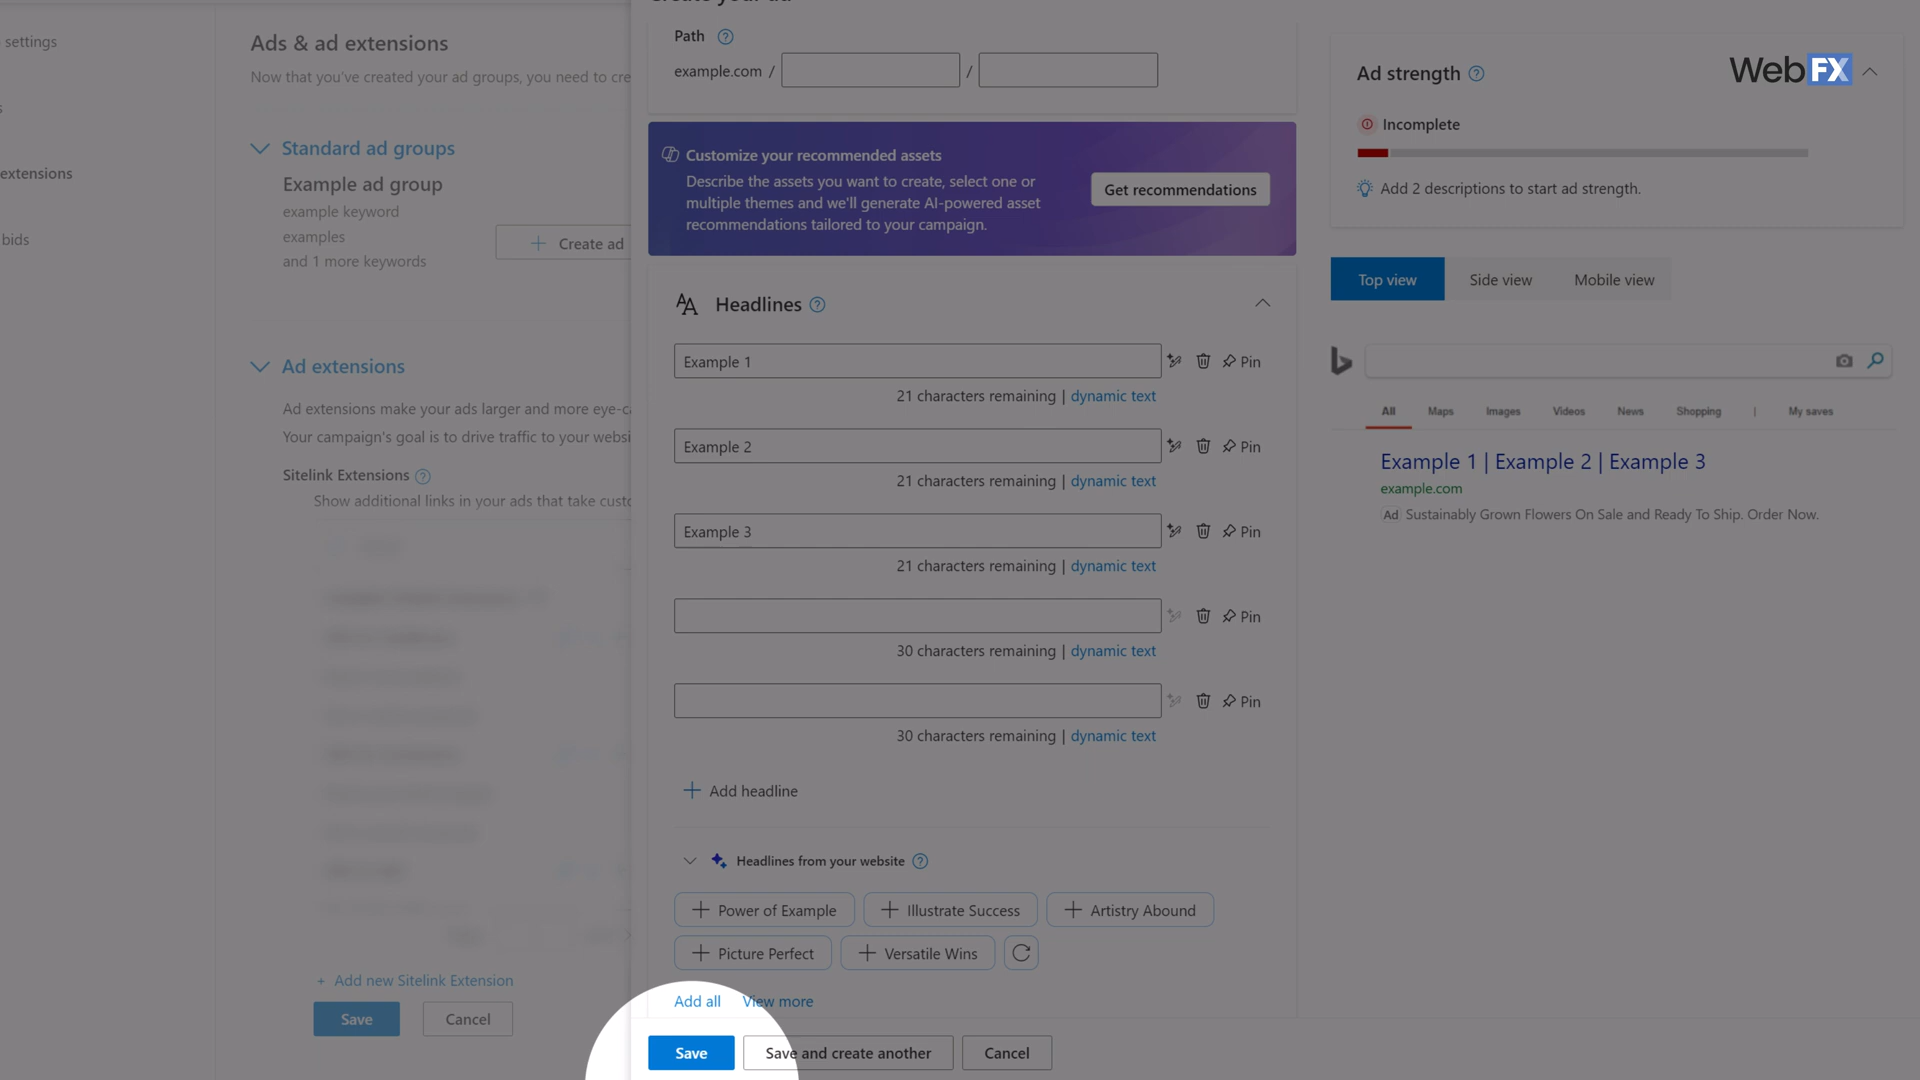 settings
extensions
bids
Ads & ad extensions
Now that you've created your ad groups, you need to cre
Standard ad groups
Example ad group
example keyword
examples
and 1 more keywords
Create ad
Ad extensions
Ad extensions make your ads larger and more eye-ca
Your campaign's goal is to drive traffic to your websi
Sitelink Extensions
Show additional links in your ads that take custo
+ Add new Sitelink Extension
Save
Cancel
Path
example.com /
/
Customize your recommended assets
Describe the assets you want to create, select one or
multiple themes and we'll generate AI-powered asset
recommendations tailored to your campaign.
Get recommendations
Headlines
Example 1
Pin
21 characters remaining | dynamic text
Example 2
Pin
21 characters remaining | dynamic text
Example 3
Pin
21 characters remaining | dynamic text
Pin
30 characters remaining | dynamic text
Pin
30 characters remaining | dynamic text
Add headline
Headlines from your website
Power of Example
Illustrate Success
Artistry Abound
Picture Perfect
Versatile Wins
Add all
View more
Save
Save and create another
Cancel
Ad strength
WebFX
Incomplete
Add 2 descriptions to start ad strength.
Top view
Side view
Mobile view
All
Maps
Images
Videos
News
Shopping
|
My saves
Example 1 | Example 2 | Example 3
example.com
Ad Sustainably Grown Flowers On Sale and Ready To Ship. Order Now.